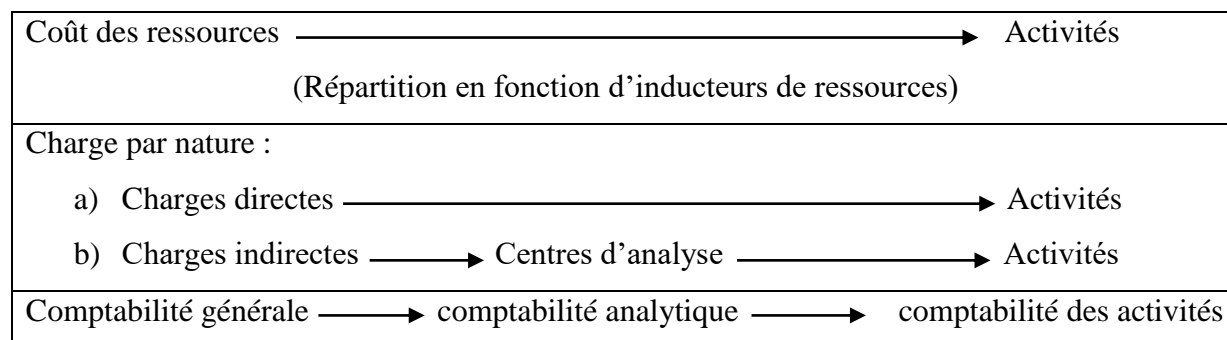 Coût des ressources Activités
(Répartition en fonction d’inducteurs de ressources)
Charge par nature :
a) Charges directes Activités
b) Charges indirectes Centres d’analyse Activités
Comptabilité générale comptabilité analytique comptabilité des activités